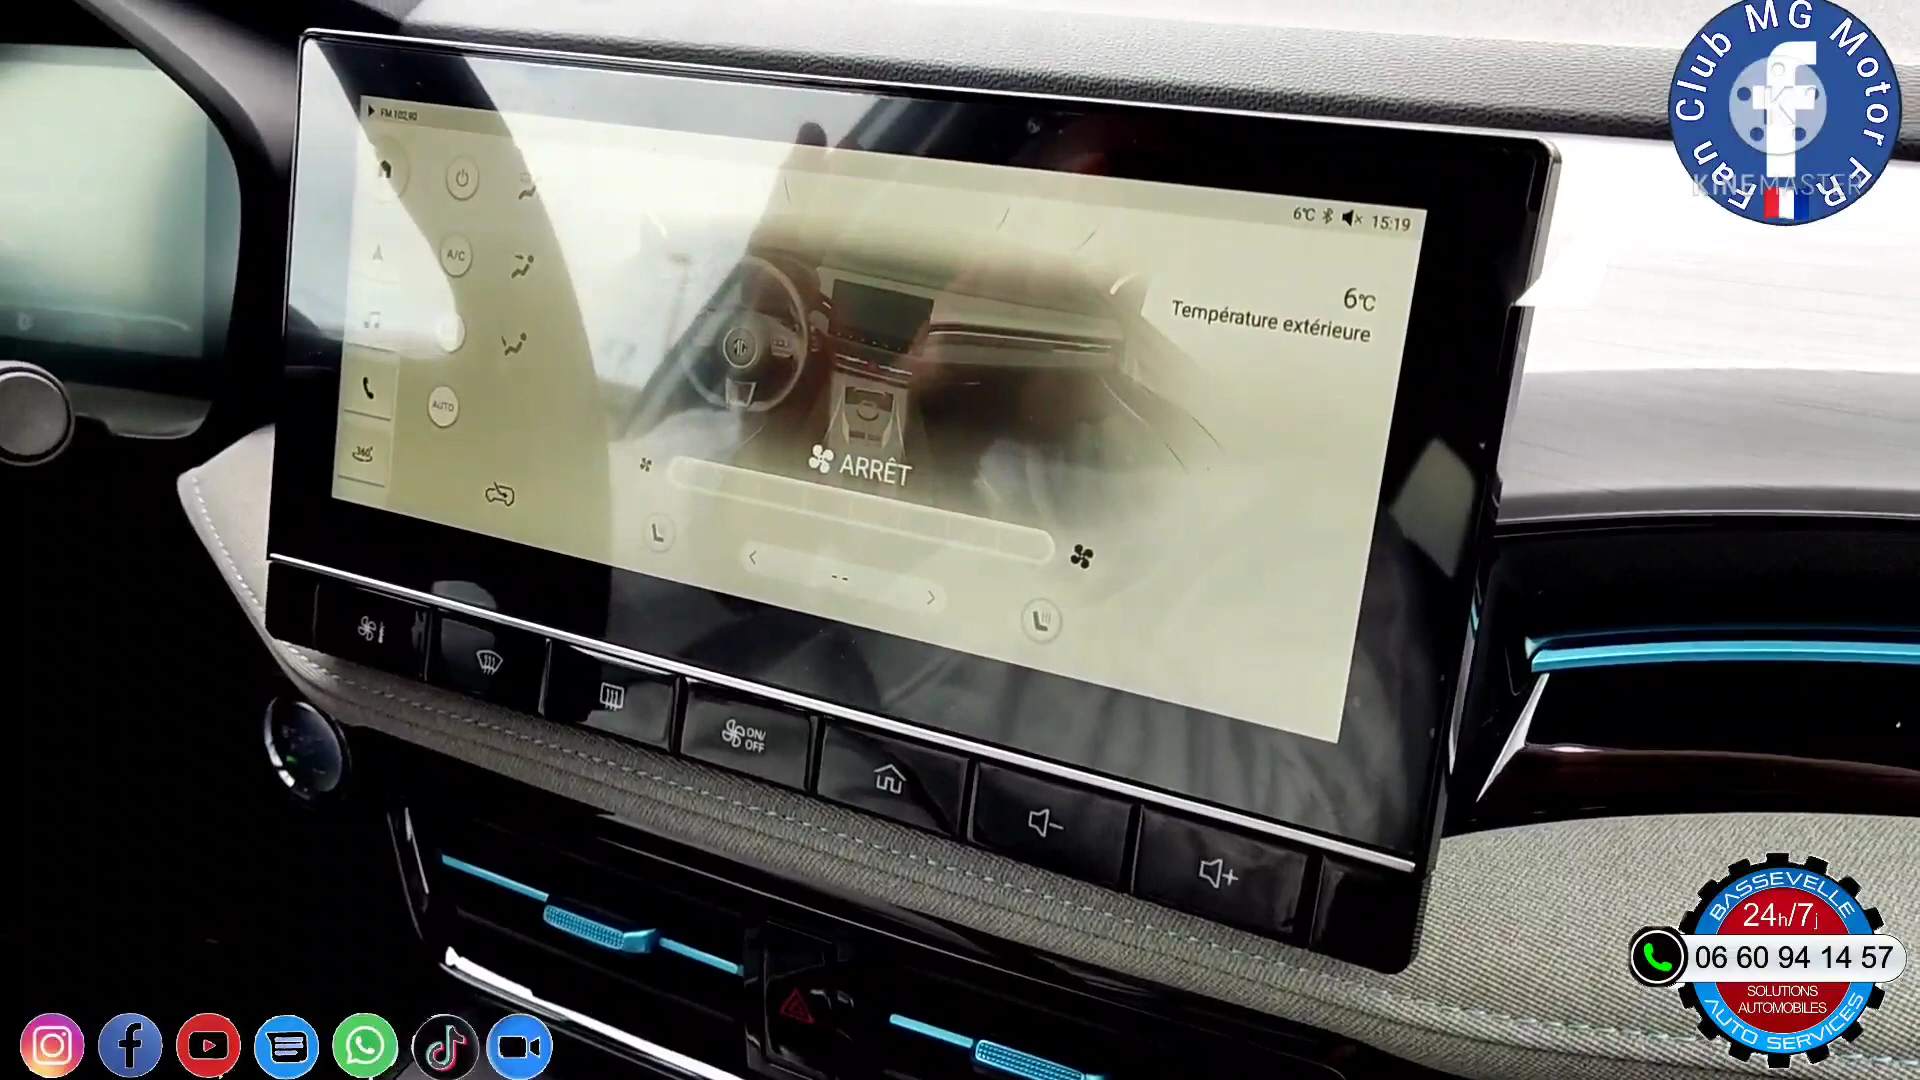 FM 102,90
6℃
15:19
A/C
AUTO
360°
6℃
Température extérieure
ARRÊT
--
ON/
OFF
Fan Club MG Motor FR
KINEMASTER
BASSEVELLE
24h/7j
06 60 94 14 57
SOLUTIONS
AUTOMOBILES
AUTO SERVICES